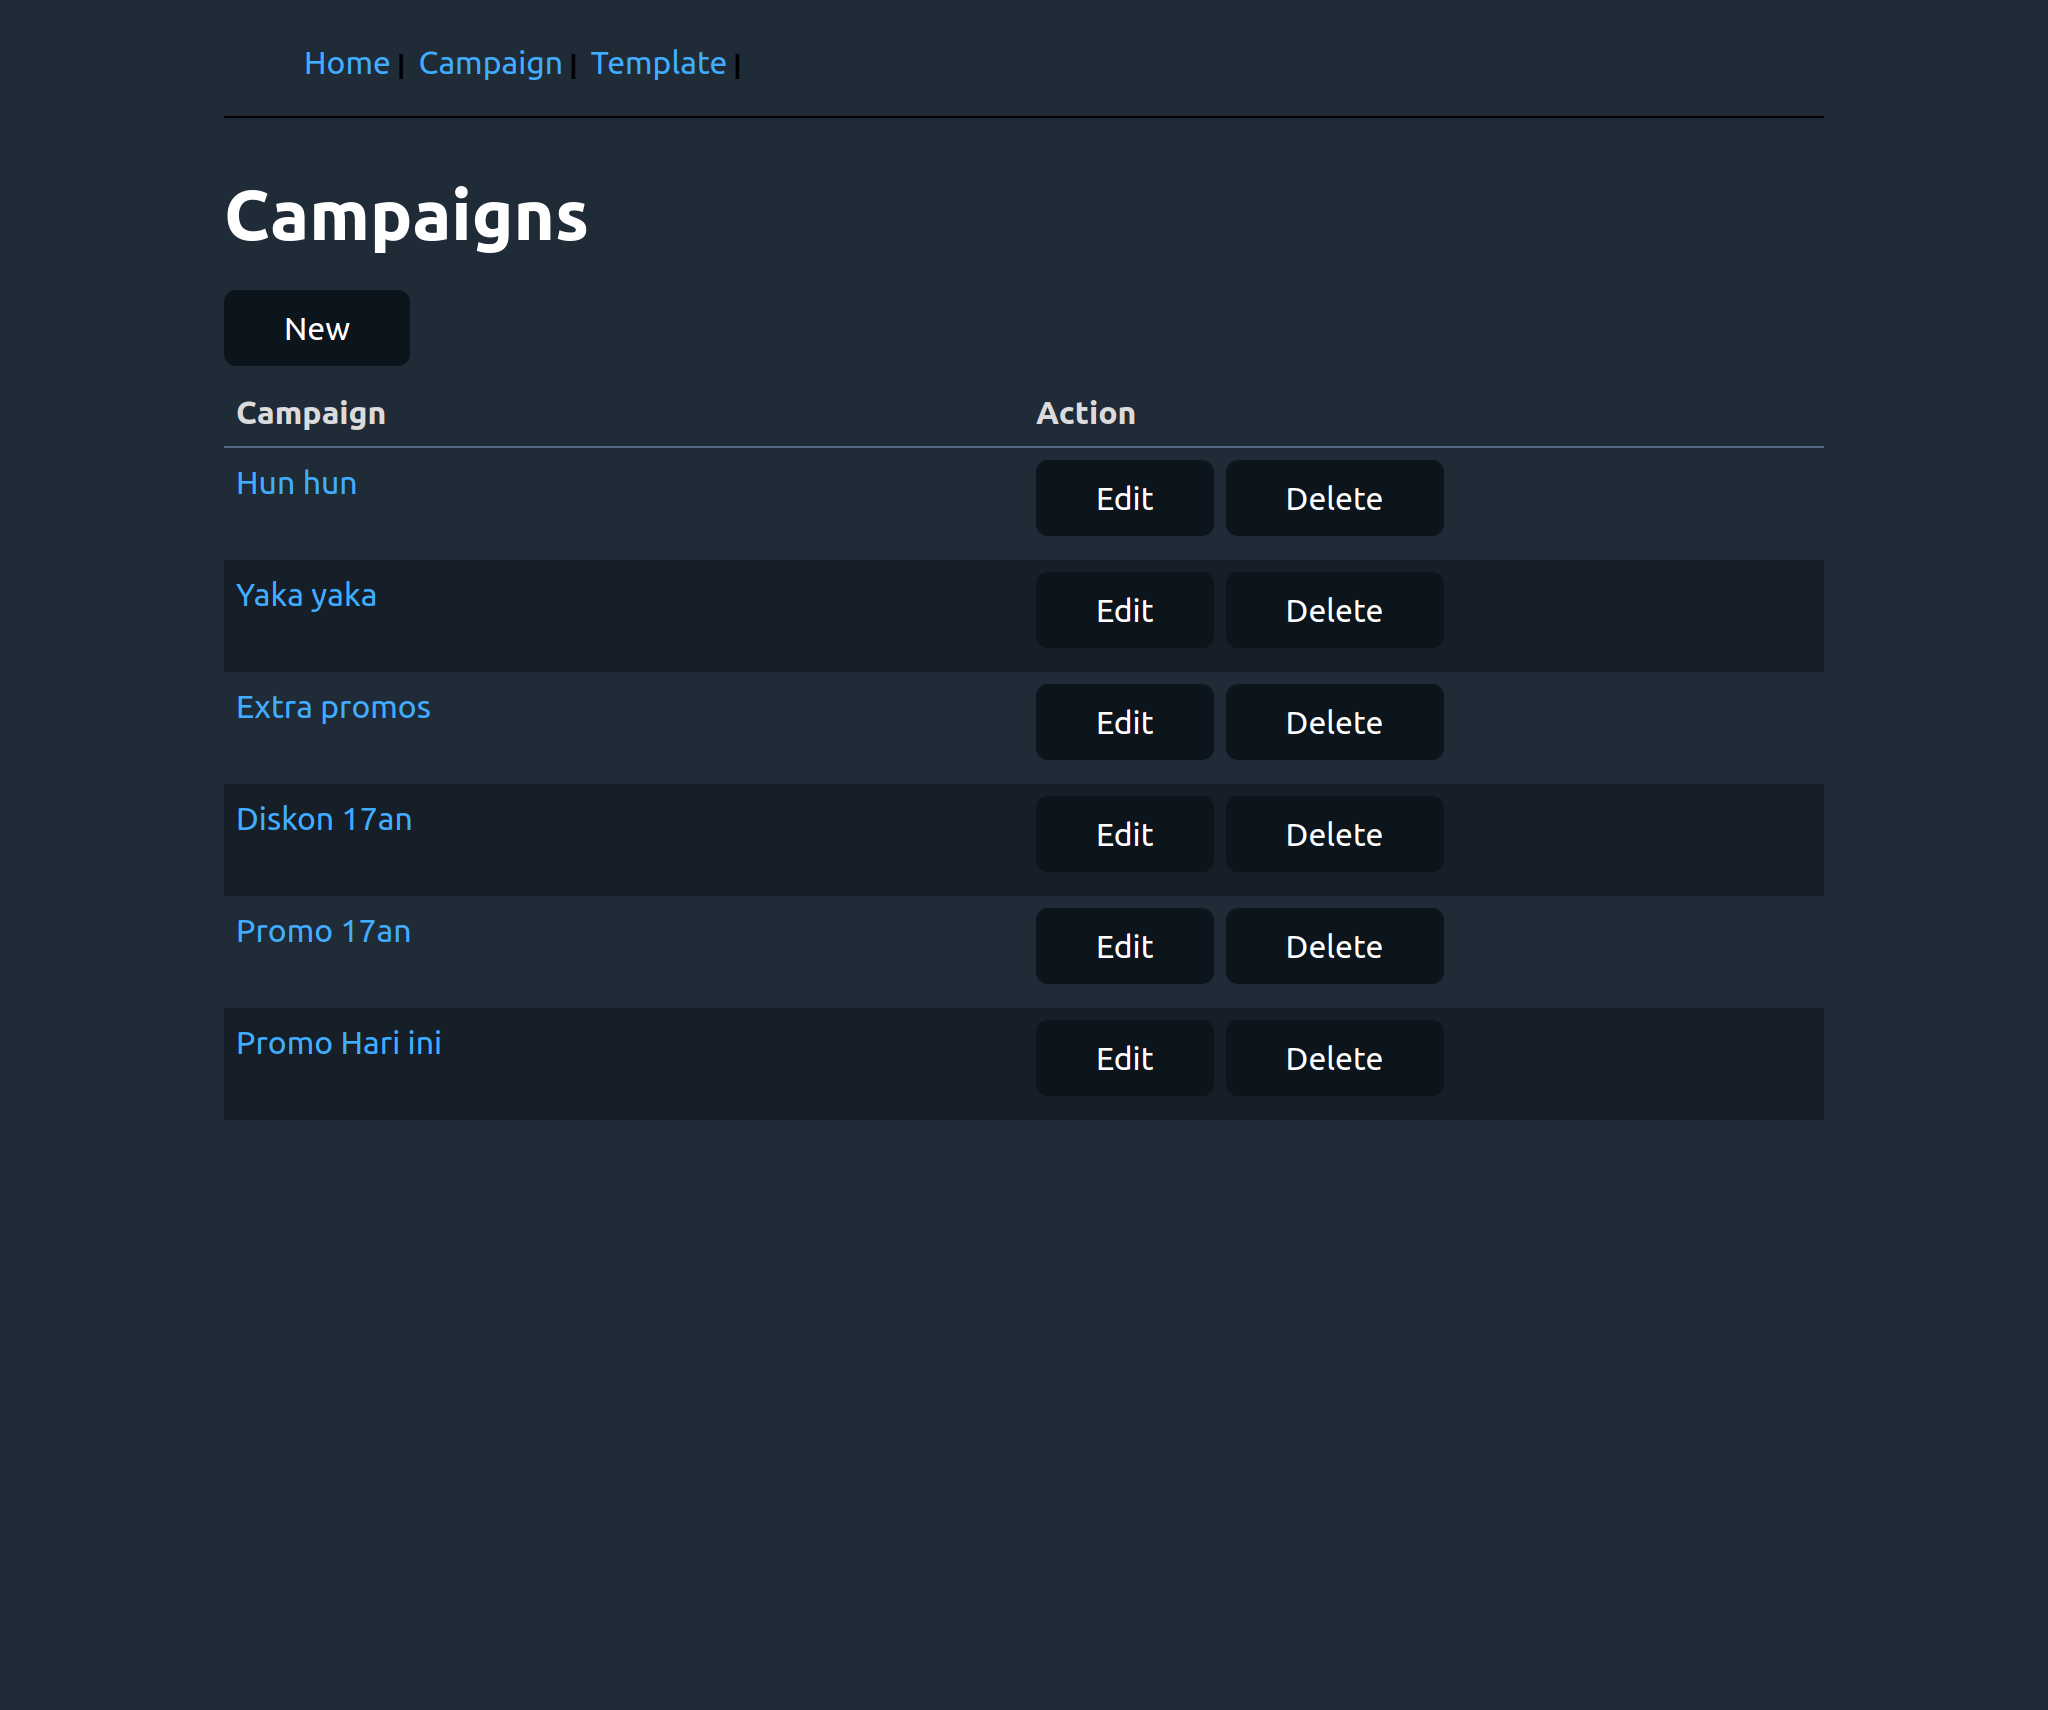 Home | Campaign | Template |
Campaigns
New
Campaign Action
Hun hun Edit Delete
Yaka yaka Edit Delete
Extra promos Edit Delete
Diskon 17an Edit Delete
Promo 17an Edit Delete
Promo Hari ini Edit Delete